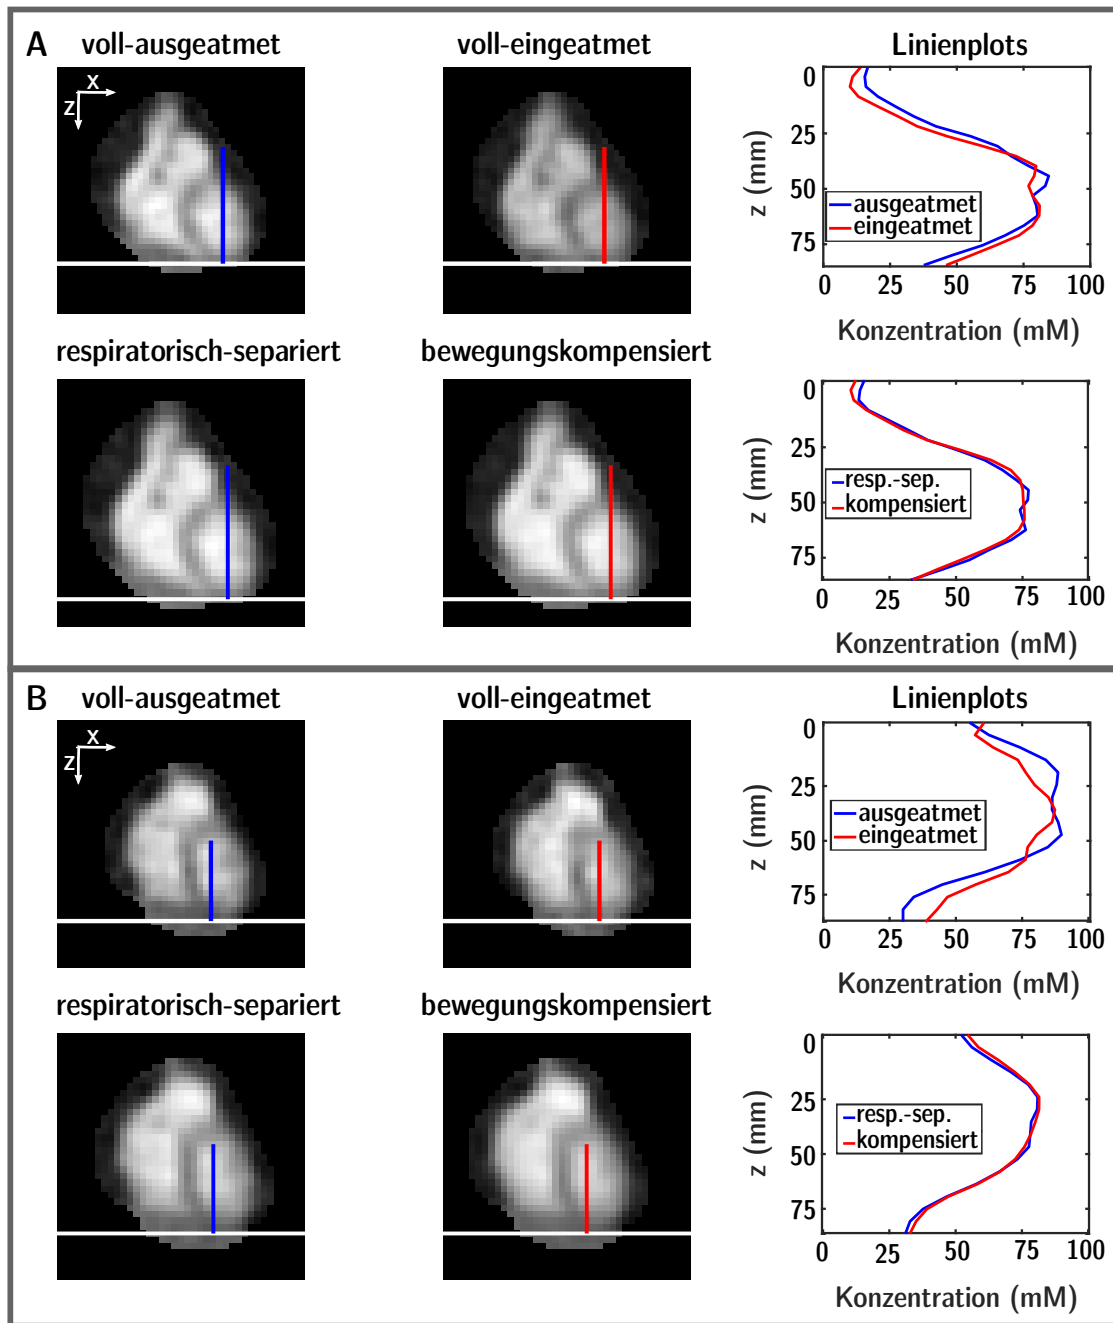 A
voll-ausgeatmet
voll-eingeatmet
Linienplots
X
Z
0
25
50
75
z (mm)
ausgeatmet
eingeatmet
0 25 50 75 100
Konzentration (mM)
respiratorisch-separiert
bewegungskompensiert
0
25
50
75
z (mm)
resp.-sep.
kompensiert
0 25 50 75 100
Konzentration (mM)
B
voll-ausgeatmet
voll-eingeatmet
Linienplots
X
Z
0
25
50
75
z (mm)
ausgeatmet
eingeatmet
0 25 50 75 100
Konzentration (mM)
respiratorisch-separiert
bewegungskompensiert
0
25
50
75
z (mm)
resp.-sep.
kompensiert
0 25 50 75 100
Konzentration (mM)